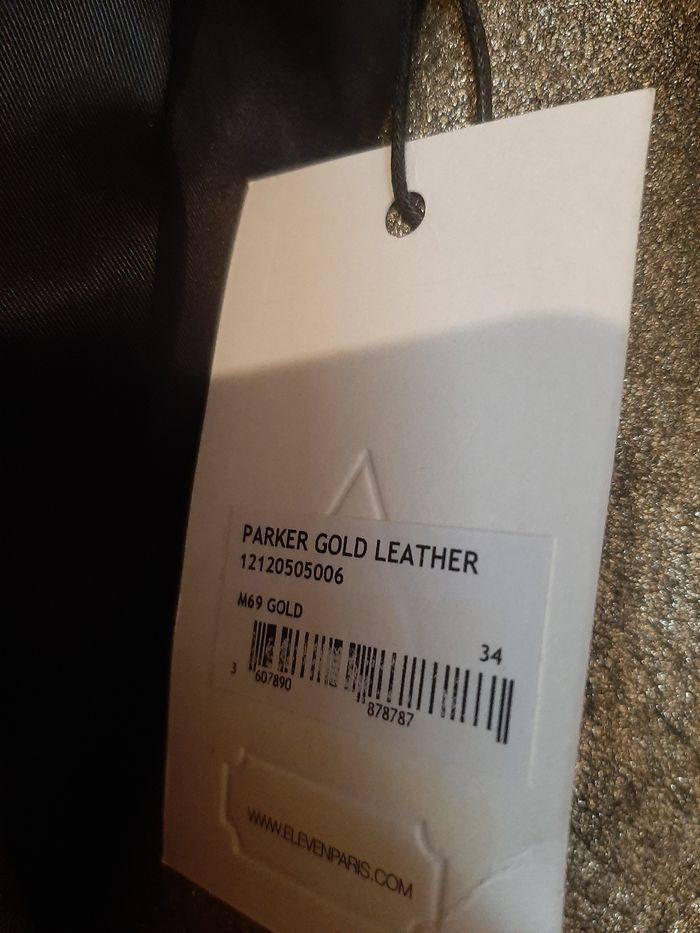 PARKER GOLD LEATHER
12120505006
M69 GOLD
34
3 607890 878787
WWW.ELEVENPARIS.COM